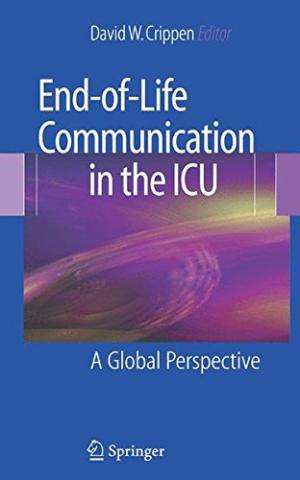 David W. Crippen Editor
End-of-Life
Communication
in the ICU
A Global Perspective
Springer